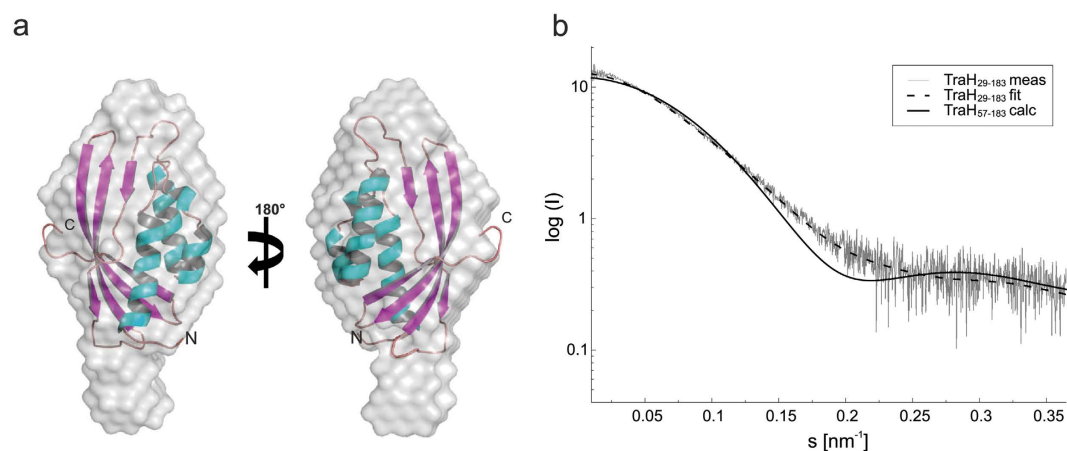 a
b
C
N
180°
N
C
TraH29-183 meas
TraH29-183 fit
TraH57-183 calc
log (I)
10
1
0.1
0.05
0.1
0.15
0.2
0.25
0.3
0.35
s [nm-1]